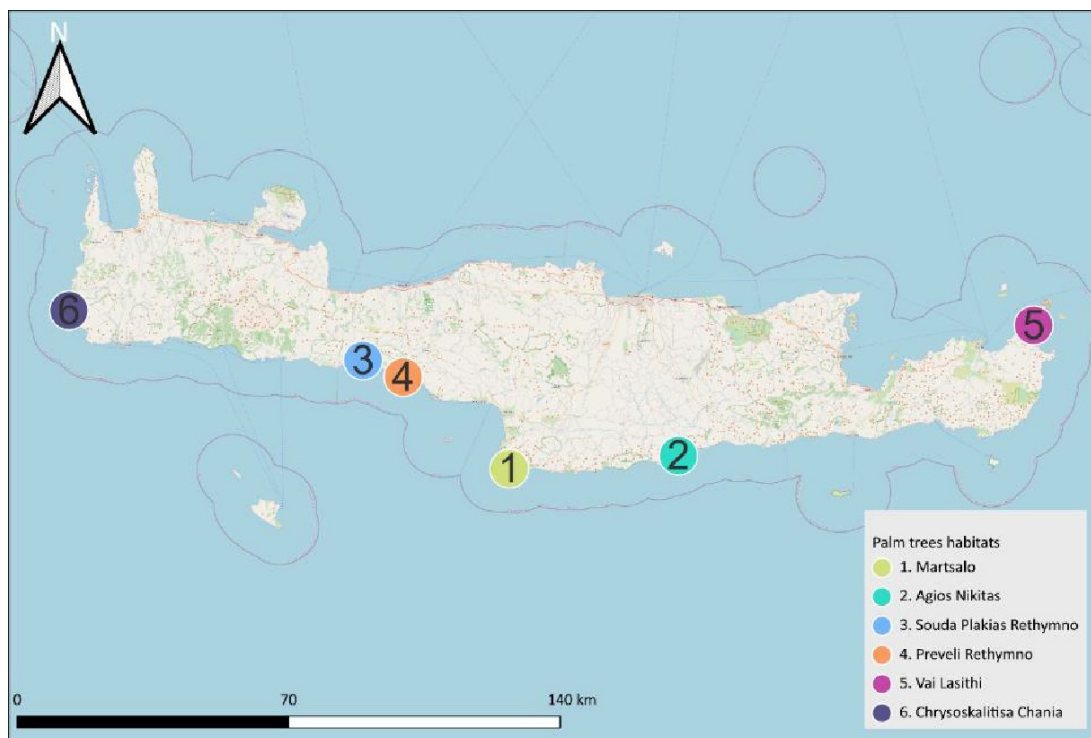 N
6
3
4
5
1
2
Palm trees habitats
1. Martsalo
2. Agios Nikitas
3. Souda Plakias Rethymno
4. Preveli Rethymno
5. Vai Lasithi
6. Chrysoskalitisa Chania
0 70 140 km